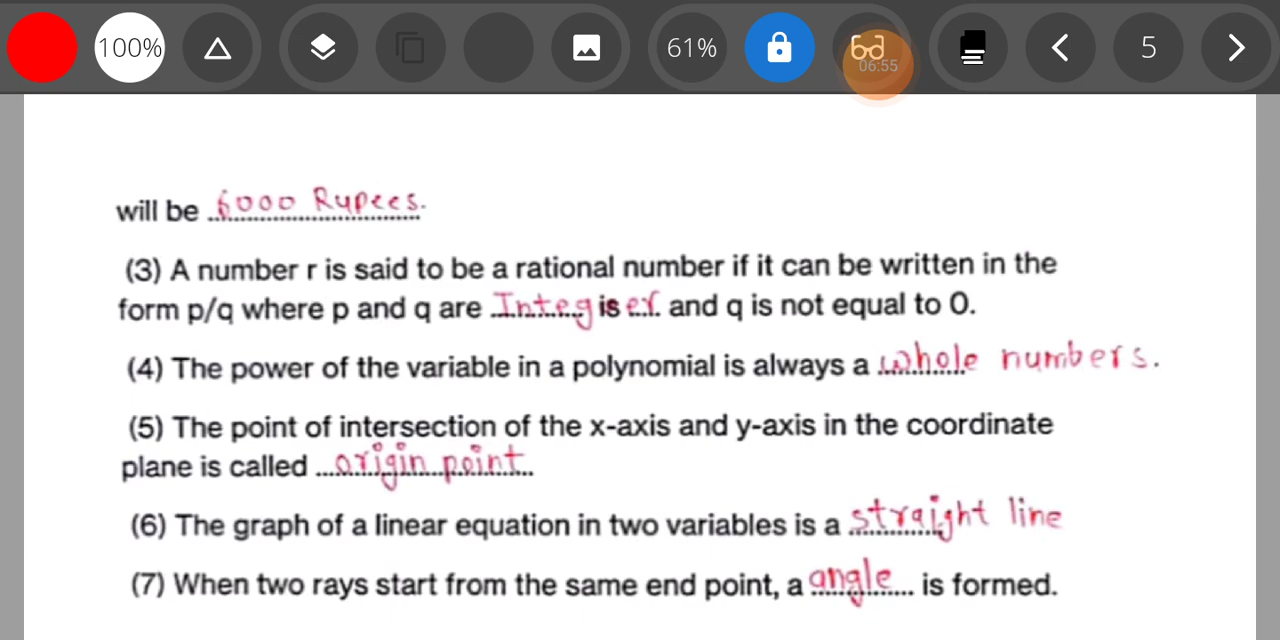 100% 61% 06:55 5
will be 6000 Rupees.
(3) A number r is said to be a rational number if it can be written in the
form p/q where p and q are Integ is er and q is not equal to 0.
(4) The power of the variable in a polynomial is always a whole numbers.
(5) The point of intersection of the x-axis and y-axis in the coordinate
plane is called origin point
(6) The graph of a linear equation in two variables is a straight line
(7) When two rays start from the same end point, a angle is formed.